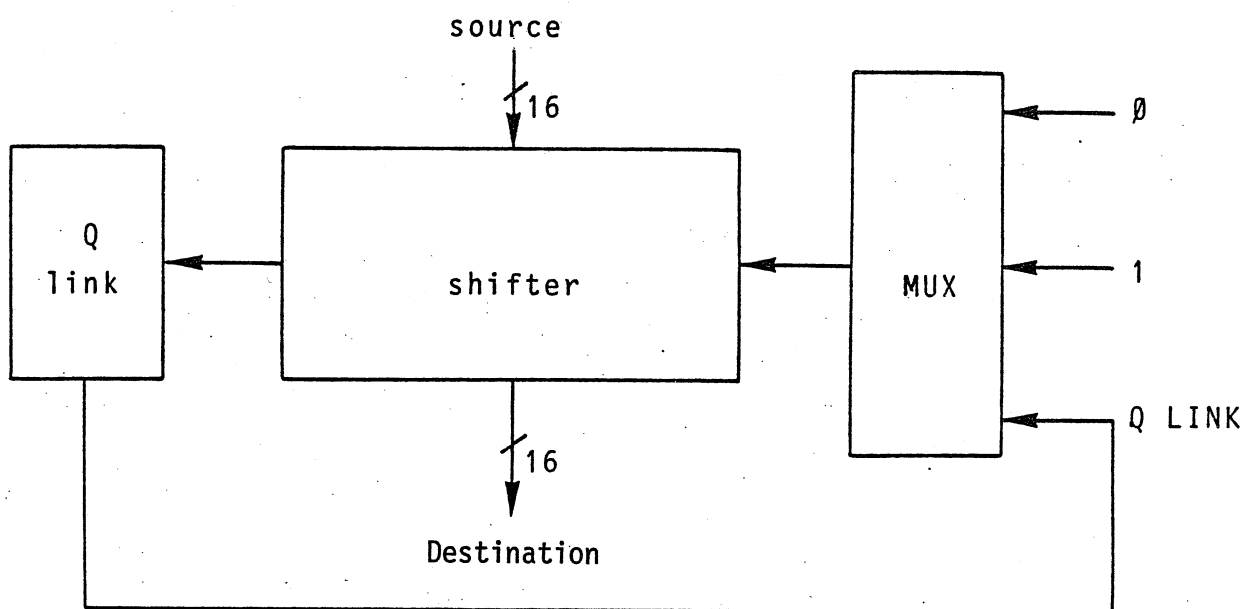 source
16
Ø
Q
link
shifter
MUX
1
Q LINK
16
Destination